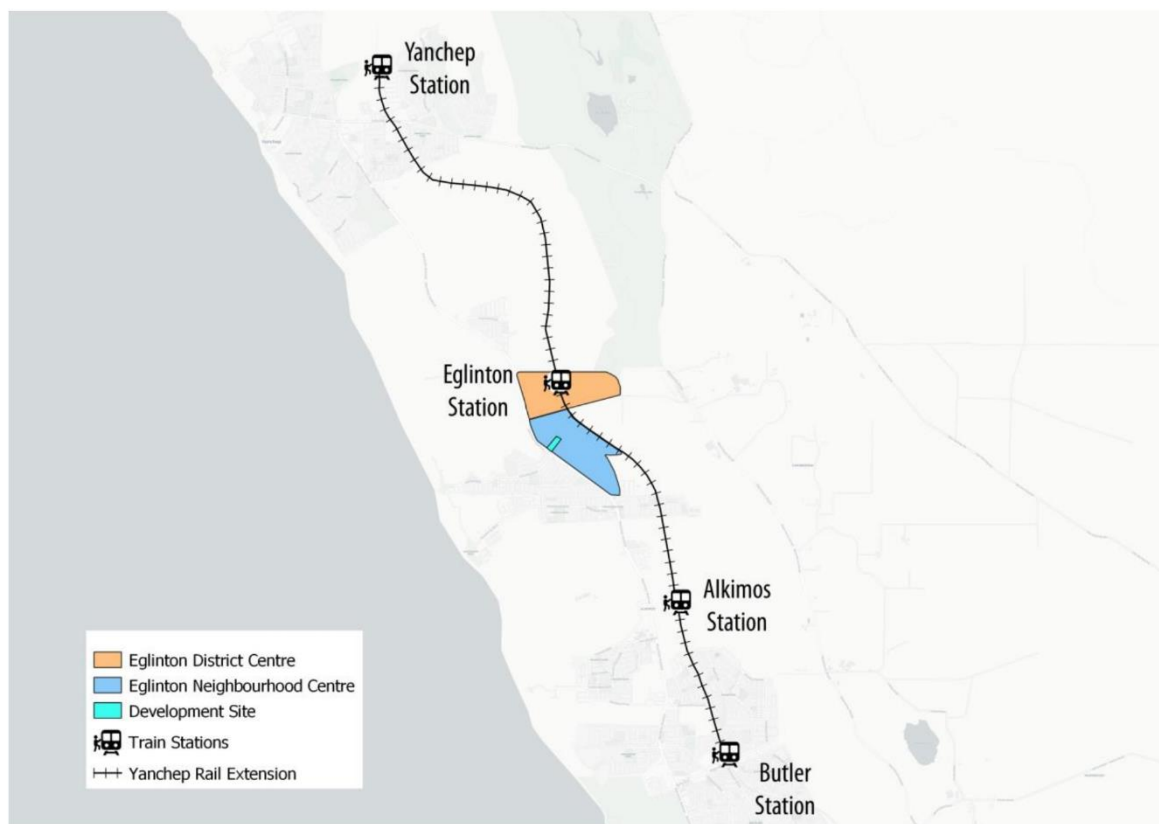 Yanchep
Station
Eglinton
Station
Alkimos
Station
Butler
Station
Eglinton District Centre
Eglinton Neighbourhood Centre
Development Site
Train Stations
Yanchep Rail Extension